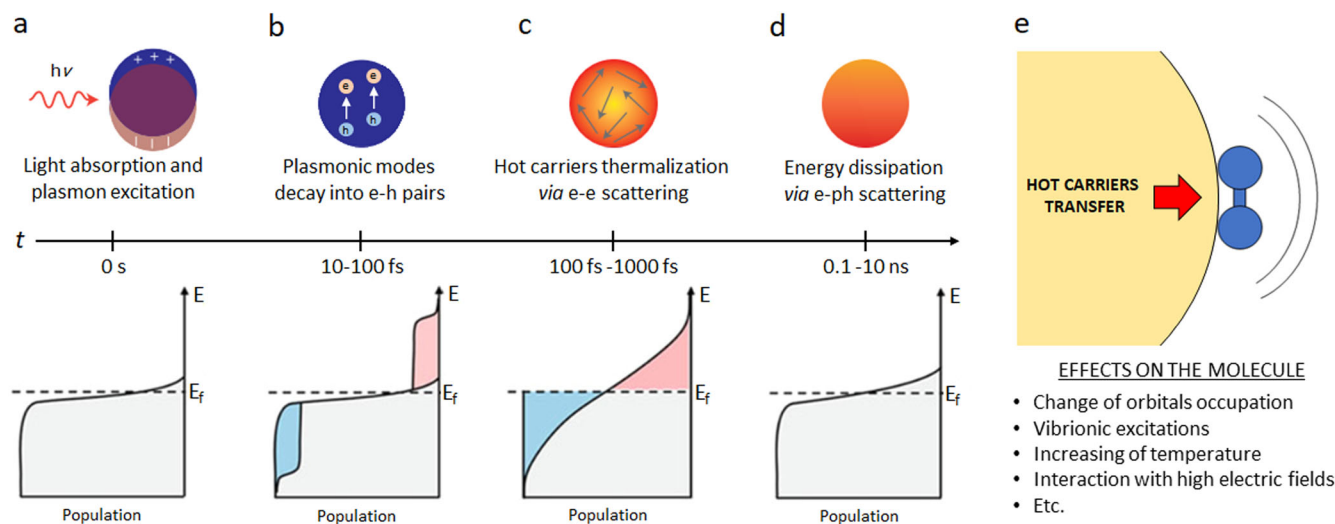 a
hν
+ + +
Light absorption and
plasmon excitation
b
e
e
h
h
Plasmonic modes
decay into e-h pairs
c
Hot carriers thermalization
via e-e scattering
d
Energy dissipation
via e-ph scattering
e
HOT CARRIERS
TRANSFER
t
0 s
10-100 fs
100 fs -1000 fs
0.1 -10 ns
E
E
E
E
Ef
Ef
Ef
Ef
Population
Population
Population
Population
EFFECTS ON THE MOLECULE
• Change of orbitals occupation
• Vibrionic excitations
• Increasing of temperature
• Interaction with high electric fields
• Etc.